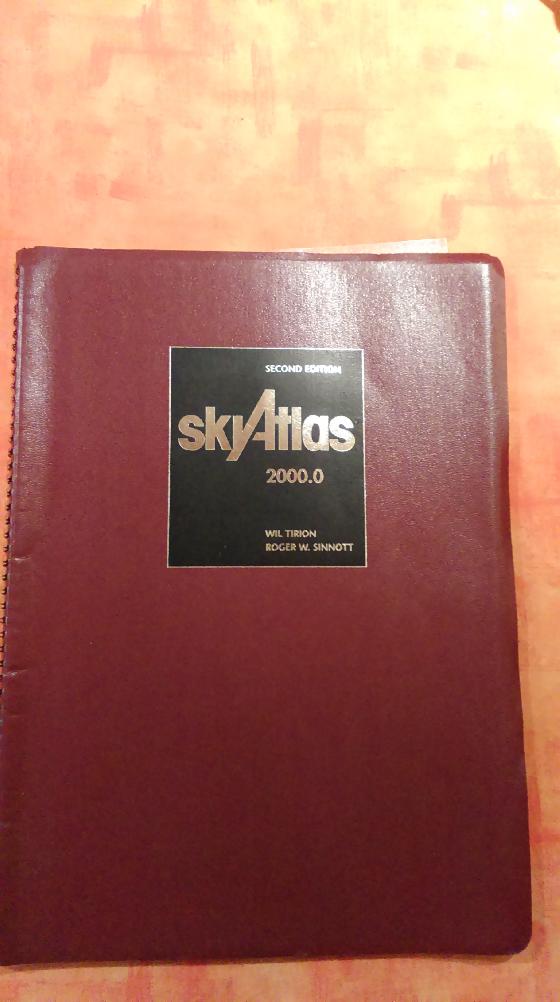 SECOND EDITION
skyAtlas
2000.0
WIL TIRION
ROGER W. SINNOTT